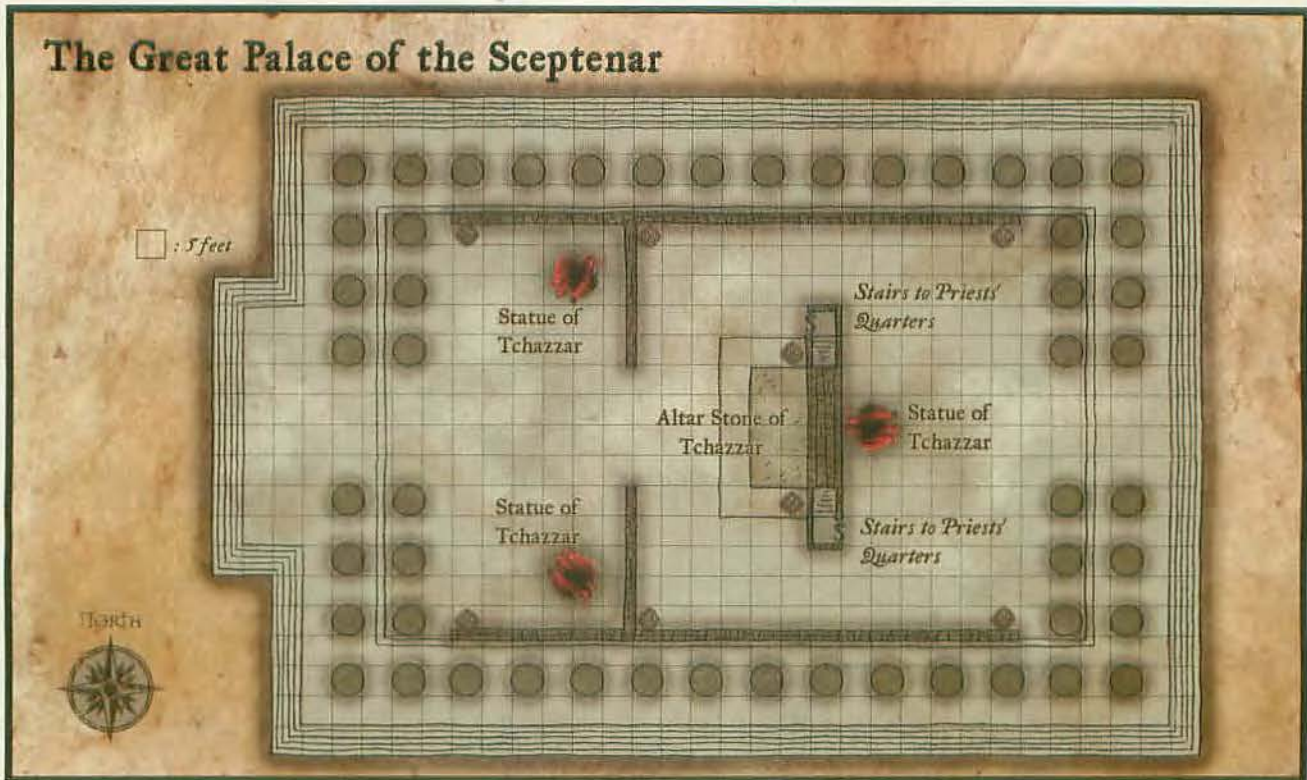 The Great Palace of the Sceptenar
: 5 feet
Stairs to Priests'
Quarters
Statue of
Tchazzar
Altar Stone of
Tchazzar
Statue of
Tchazzar
Statue of
Tchazzar
Stairs to Priests'
Quarters
NORTH
S
S